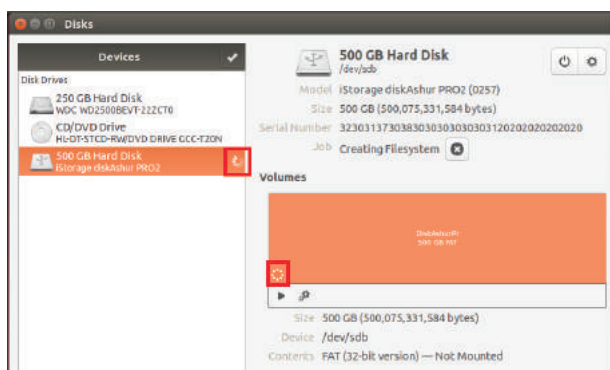 Disks
Devices
Disk Drives
250 GB Hard Disk
WDC WD2500BEVT-22ZCT0
CD/DVD Drive
HL-DT-STCD-RW/DVD DRIVE GCC-T20N
500 GB Hard Disk
iStorage diskAshur PRO2
500 GB Hard Disk
/dev/sdb
Model iStorage diskAshur PRO2 (0257)
Size 500 GB (500,075,331,584 bytes)
Serial Number 3230313730383030303030303031202020202020
Job Creating Filesystem
Volumes
DiskAshurPr
500 GB FAT
Size 500 GB (500,075,331,584 bytes)
Device /dev/sdb
Contents FAT (32-bit version) — Not Mounted